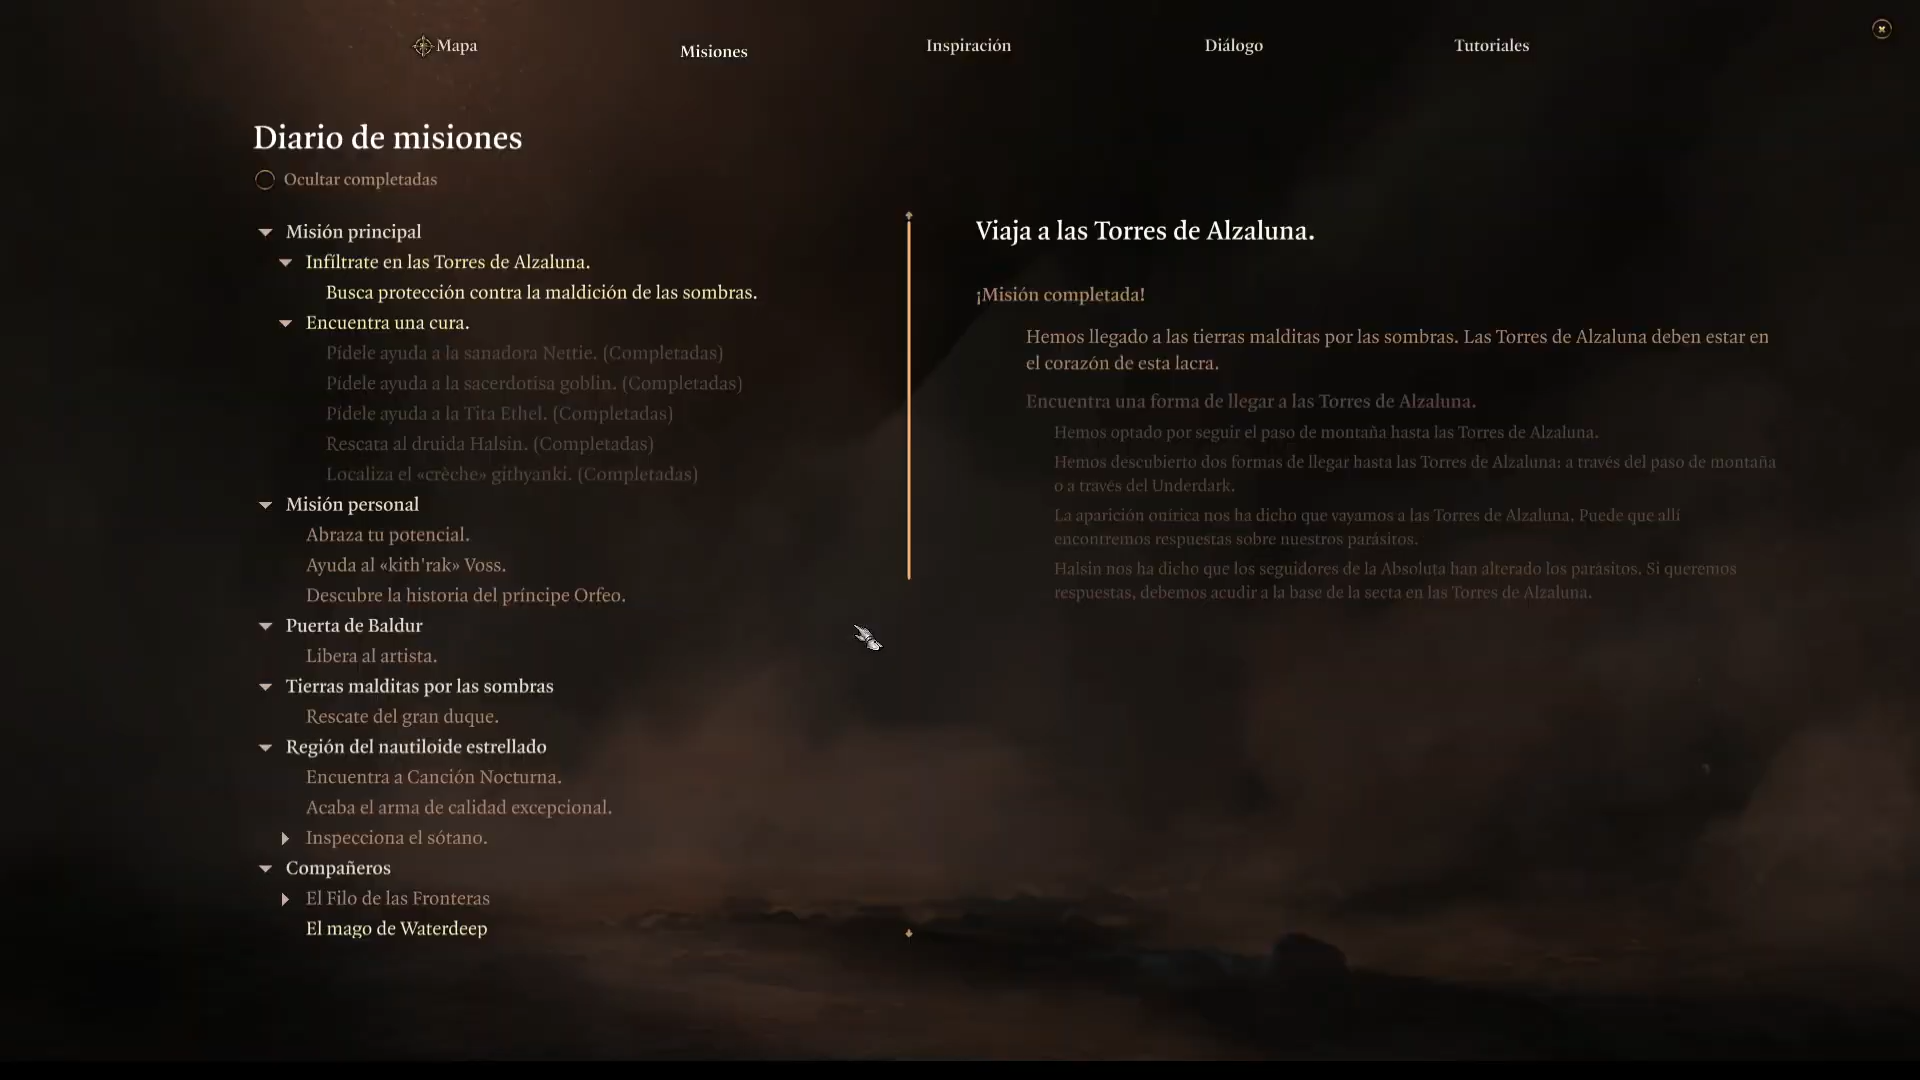 Mapa
Misiones
Inspiración
Diálogo
Tutoriales
Diario de misiones
Ocultar completadas
Misión principal
Infíltrate en las Torres de Alzaluna.
Busca protección contra la maldición de las sombras.
Encuentra una cura.
Pídele ayuda a la sanadora Nettie. (Completadas)
Pídele ayuda a la sacerdotisa goblin. (Completadas)
Pídele ayuda a la Tita Ethel. (Completadas)
Rescata al druida Halsin. (Completadas)
Localiza el «crèche» githyanki. (Completadas)
Misión personal
Abraza tu potencial.
Ayuda al «kith'rak» Voss.
Descubre la historia del príncipe Orfeo.
Puerta de Baldur
Libera al artista.
Tierras malditas por las sombras
Rescate del gran duque.
Región del nautiloide estrellado
Encuentra a Canción Nocturna.
Acaba el arma de calidad excepcional.
Inspecciona el sótano.
Compañeros
El Filo de las Fronteras
El mago de Waterdeep
Viaja a las Torres de Alzaluna.
¡Misión completada!
Hemos llegado a las tierras malditas por las sombras. Las Torres de Alzaluna deben estar en
el corazón de esta lacra.
Encuentra una forma de llegar a las Torres de Alzaluna.
Hemos optado por seguir el paso de montaña hasta las Torres de Alzaluna.
Hemos descubierto dos formas de llegar hasta las Torres de Alzaluna: a través del paso de montaña
o a través del Underdark.
La aparición onírica nos ha dicho que vayamos a las Torres de Alzaluna. Puede que allí
encontremos respuestas sobre nuestros parásitos.
Halsin nos ha dicho que los seguidores de la Absoluta han alterado los parásitos. Si queremos
respuestas, debemos acudir a la base de la secta en las Torres de Alzaluna.